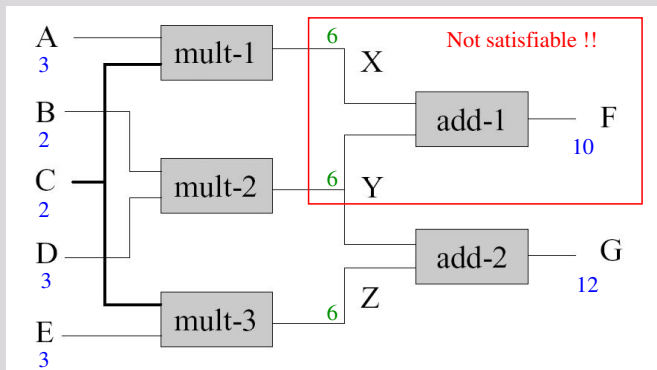 A
3
mult-1
6
X
Not satisfiable !!
B
2
add-1
F
10
C
2
mult-2
6
Y
D
3
add-2
G
12
E
3
mult-3
6
Z